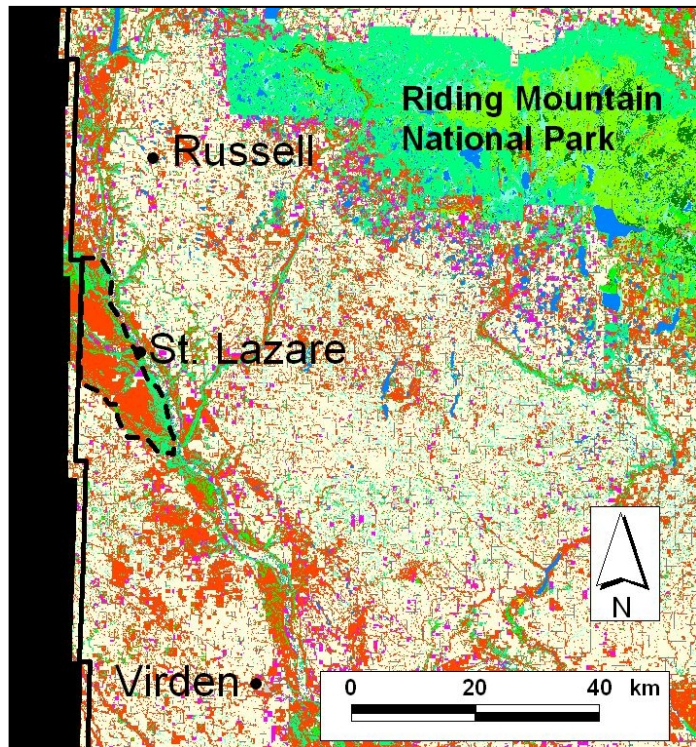 Riding Mountain
National Park
Russell
St. Lazare
N
Virden
0 20 40 km